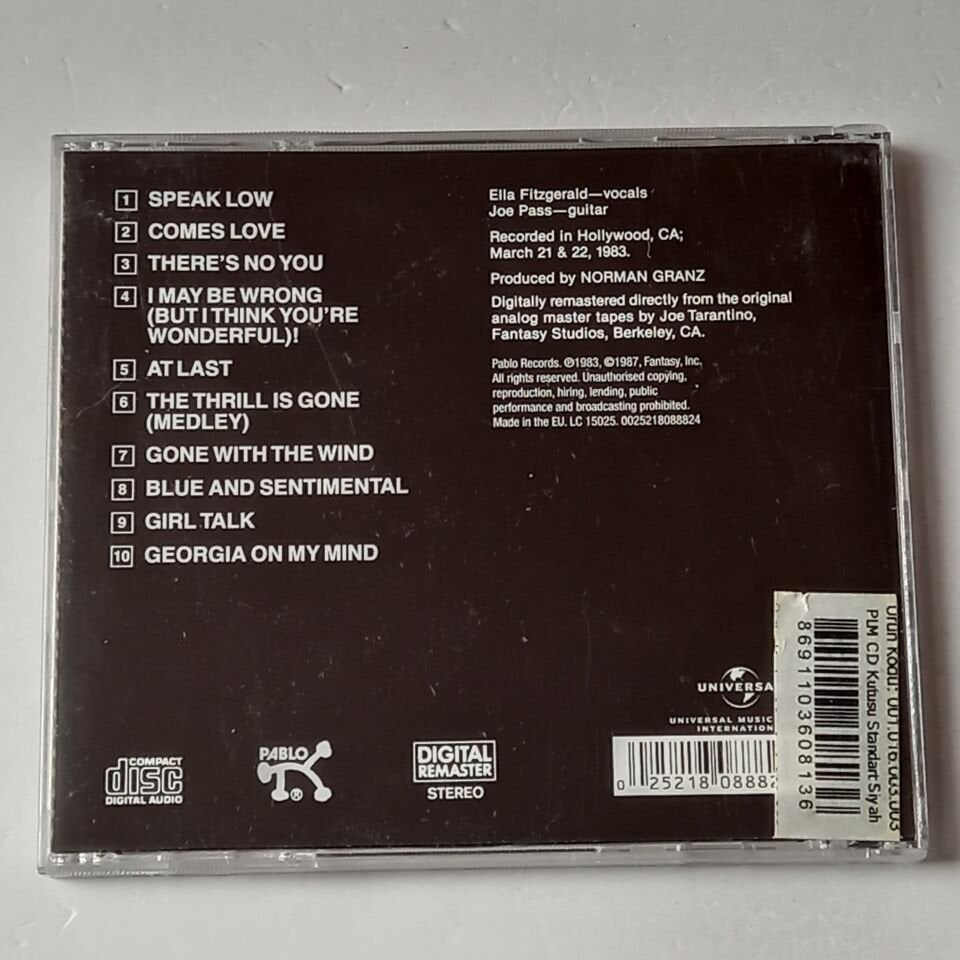 1 SPEAK LOW
2 COMES LOVE
3 THERE'S NO YOU
4 I MAY BE WRONG
(BUT I THINK YOU'RE
WONDERFUL)!
5 AT LAST
6 THE THRILL IS GONE
(MEDLEY)
7 GONE WITH THE WIND
8 BLUE AND SENTIMENTAL
9 GIRL TALK
10 GEORGIA ON MY MIND
Ella Fitzgerald—vocals
Joe Pass—guitar
Recorded in Hollywood, CA;
March 21 & 22, 1983.
Produced by NORMAN GRANZ
Digitally remastered directly from the original
analog master tapes by Joe Tarantino,
Fantasy Studios, Berkeley, CA.
Pablo Records. ℗1983, ©1987, Fantasy, Inc.
All rights reserved. Unauthorised copying,
reproduction, hiring, lending, public
performance and broadcasting prohibited.
Made in the EU. LC 15025. 0025218088824
COMPACT
disc
DIGITAL AUDIO
PABLO
®
DIGITAL
REMASTER
STEREO
UNIVERSA
UNIVERSAL MUSIC
INTERNATION
0 25218 0888
Ürün Kodu:
PLM CD Kutusu Standart Siyah
8691103608136